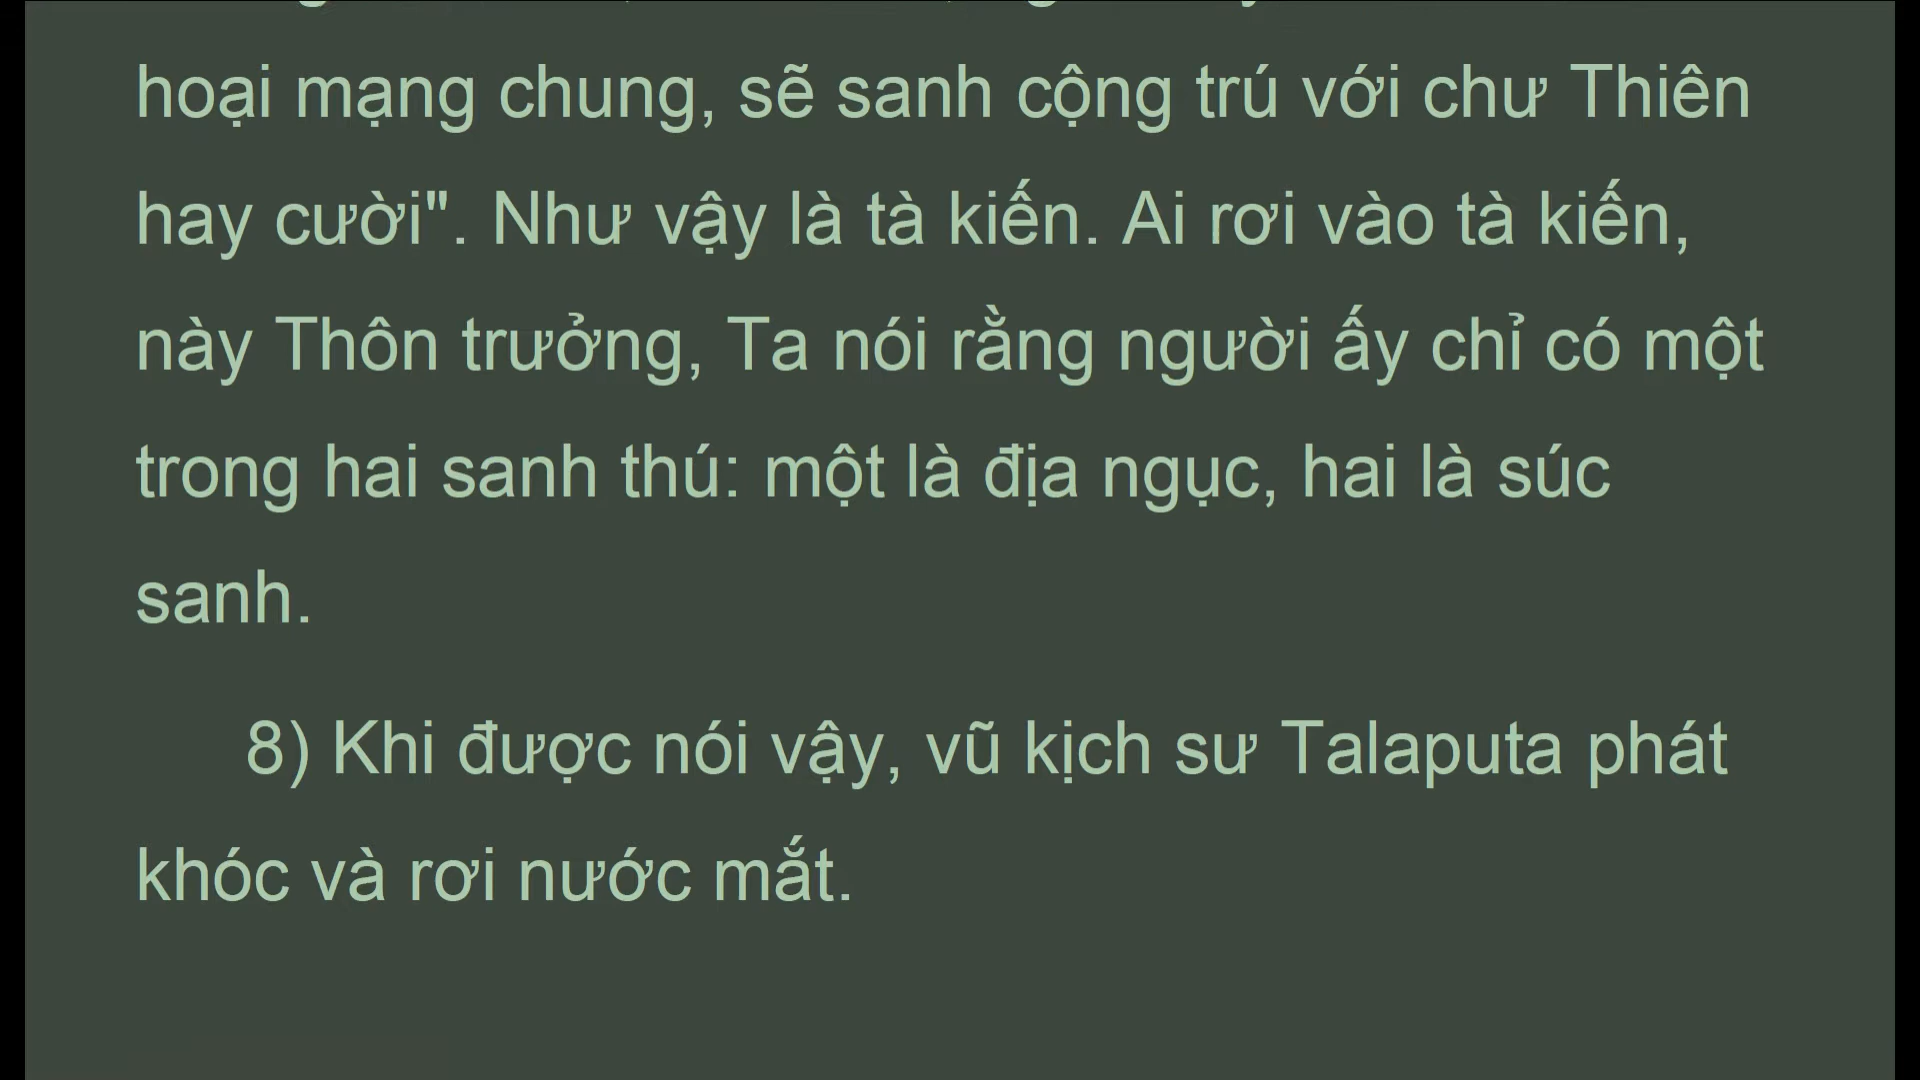 hoại mạng chung, sẽ sanh cộng trú với chư Thiên
hay cười". Như vậy là tà kiến. Ai rơi vào tà kiến,
này Thôn trưởng, Ta nói rằng người ấy chỉ có một
trong hai sanh thú: một là địa ngục, hai là súc
sanh.
8) Khi được nói vậy, vũ kịch sư Talaputa phát
khóc và rơi nước mắt.